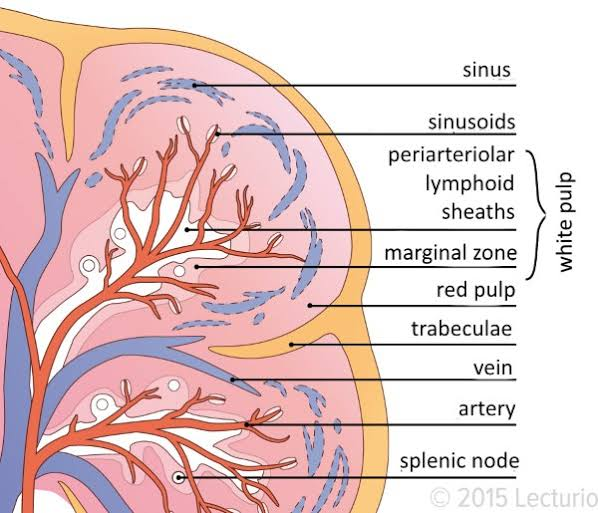 sinus
sinusoids
periarteriolar
lymphoid
sheaths
white pulp
marginal zone
red pulp
trabeculae
vein
artery
splenic node
© 2015 Lecturio